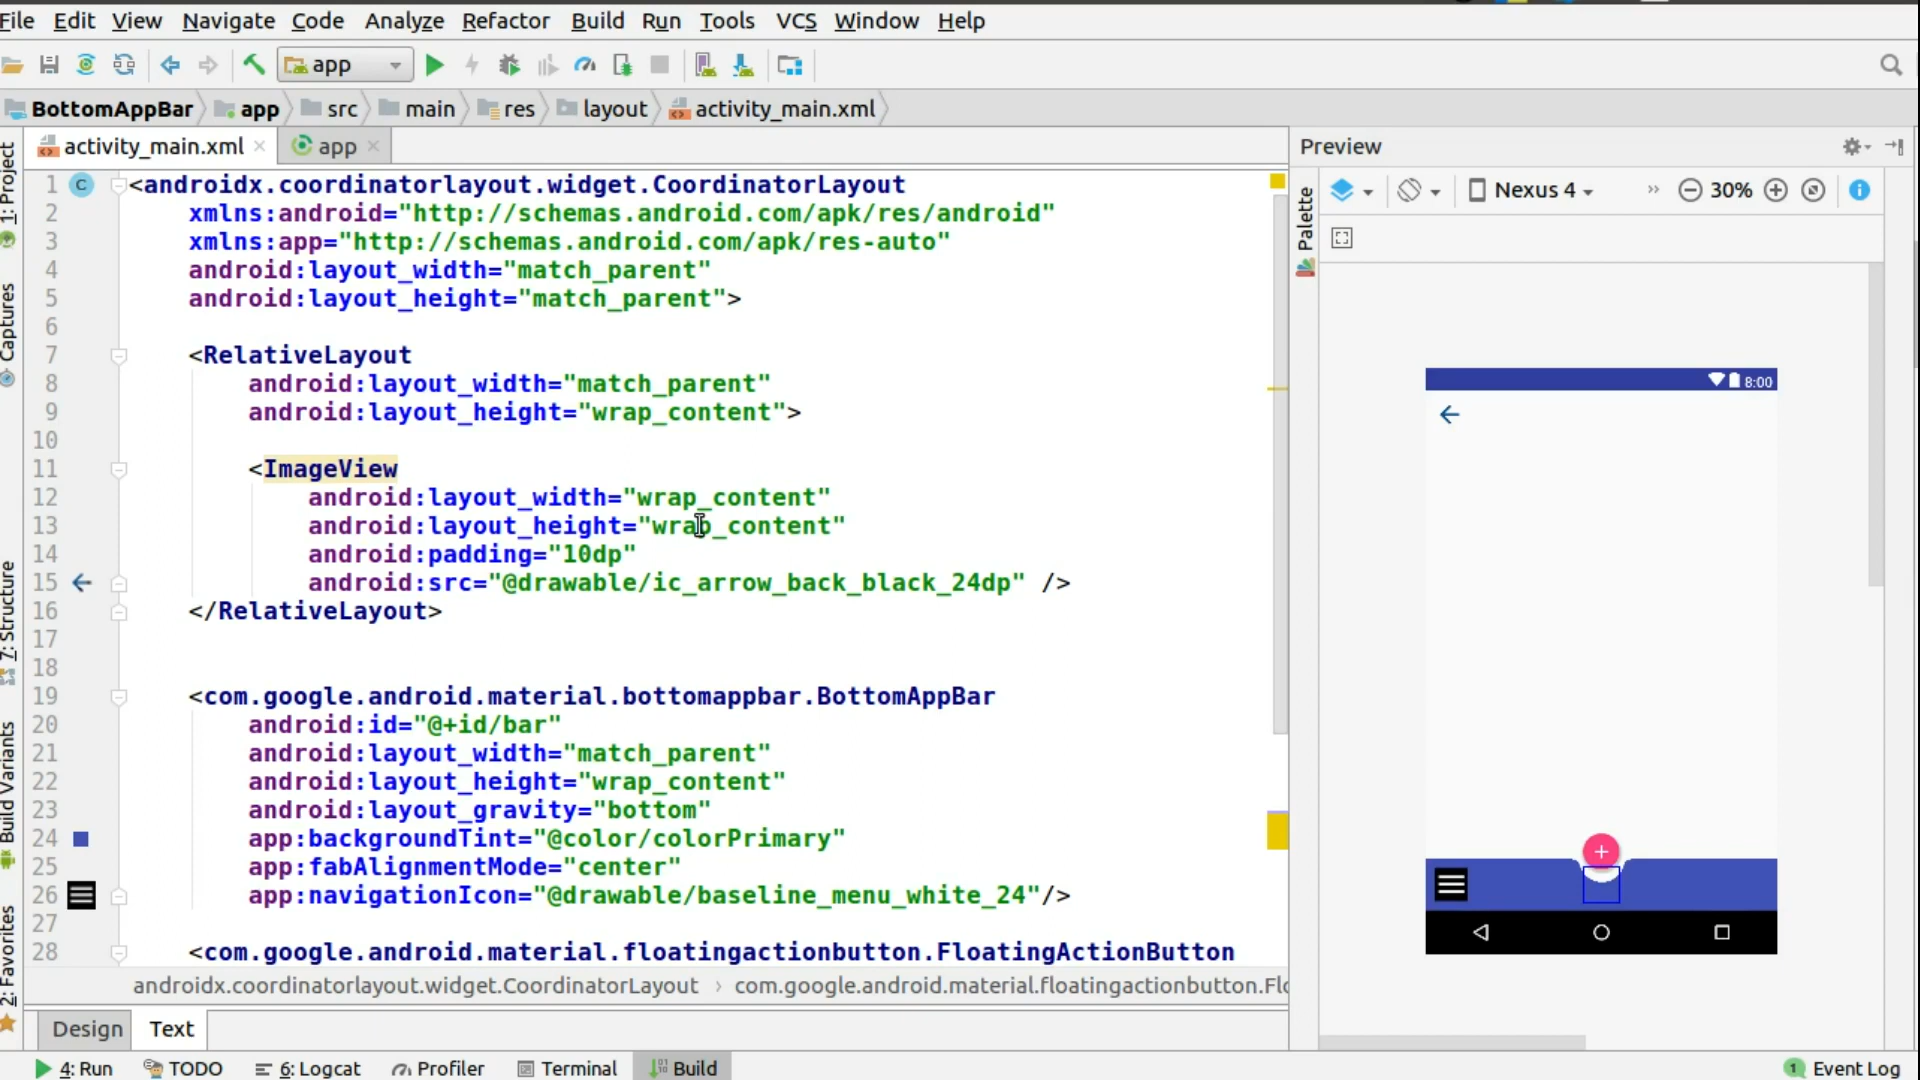 File Edit View Navigate Code Analyze Refactor Build Run Tools VCS Window Help
app
BottomAppBar app src main res layout activity_main.xml
activity_main.xml app
1 <androidx.coordinatorlayout.widget.CoordinatorLayout
2 xmlns:android="http://schemas.android.com/apk/res/android"
3 xmlns:app="http://schemas.android.com/apk/res-auto"
4 android:layout_width="match_parent"
5 android:layout_height="match_parent">
6
7 <RelativeLayout
8 android:layout_width="match_parent"
9 android:layout_height="wrap_content">
10
11 <ImageView
12 android:layout_width="wrap_content"
13 android:layout_height="wrap_content"
14 android:padding="10dp"
15 android:src="@drawable/ic_arrow_back_black_24dp" />
16 </RelativeLayout>
17
18
19 <com.google.android.material.bottomappbar.BottomAppBar
20 android:id="@+id/bar"
21 android:layout_width="match_parent"
22 android:layout_height="wrap_content"
23 android:layout_gravity="bottom"
24 app:backgroundTint="@color/colorPrimary"
25 app:fabAlignmentMode="center"
26 app:navigationIcon="@drawable/baseline_menu_white_24"/>
27
28 <com.google.android.material.floatingactionbutton.FloatingActionButton
androidx.coordinatorlayout.widget.CoordinatorLayout › com.google.android.material.floatingactionbutton.Flo
Design Text
4: Run TODO 6: Logcat Profiler Terminal Build
1 Event Log
1: Project
Captures
7: Structure
Build Variants
2: Favorites
Preview
Palette
Nexus 4 » 30%
8:00